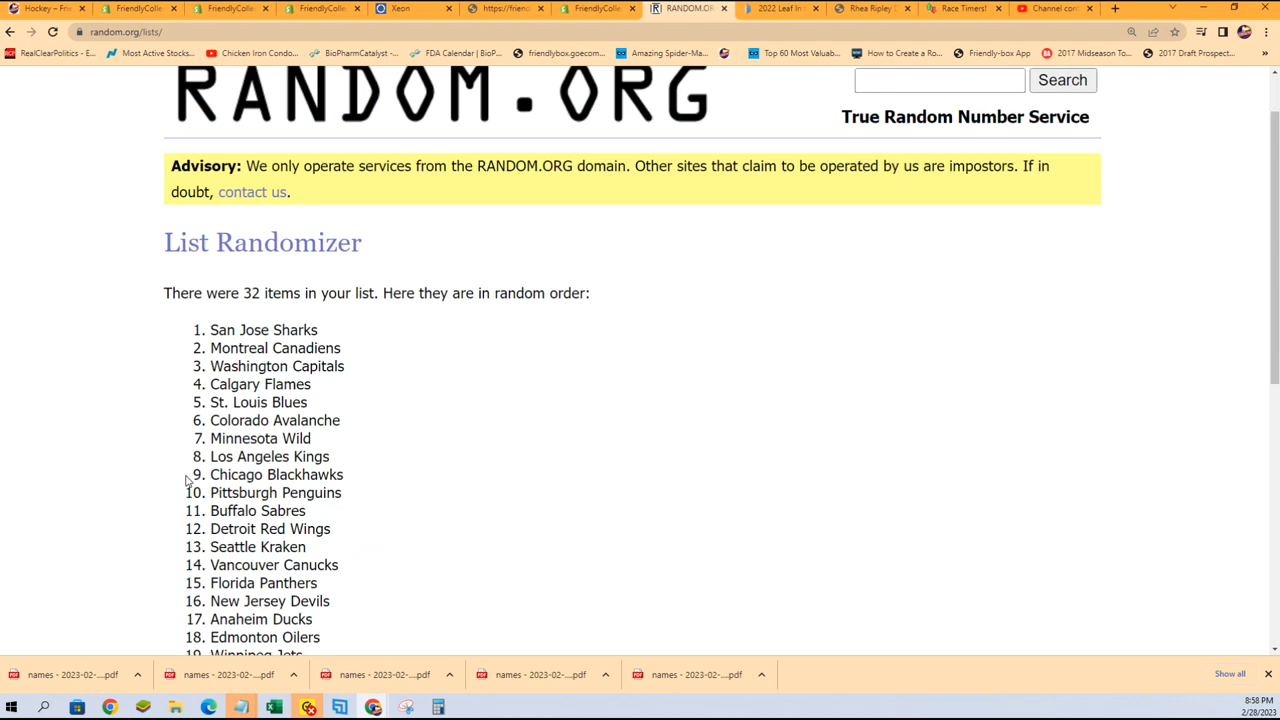 Hockey – Frie
FriendlyColle
FriendlyColle
FriendlyColle
Xeon
https://friend
FriendlyColle
RANDOM.OR
2022 Leaf In
Rhea Ripley
Race Timers!
Channel con
random.org/lists/
RealClearPolitics - E...
Most Active Stocks...
Chicken Iron Condo...
BioPharmCatalyst -...
FDA Calendar | BioP...
friendlybox.goecom...
Amazing Spider-Ma...
Top 60 Most Valuab...
How to Create a Ro...
Friendly-box App
2017 Midseason To...
2017 Draft Prospect...
»
RANDOM.ORG
Search
True Random Number Service
Advisory: We only operate services from the RANDOM.ORG domain. Other sites that claim to be operated by us are impostors. If in
doubt, contact us.
List Randomizer
There were 32 items in your list. Here they are in random order:
1. San Jose Sharks
2. Montreal Canadiens
3. Washington Capitals
4. Calgary Flames
5. St. Louis Blues
6. Colorado Avalanche
7. Minnesota Wild
8. Los Angeles Kings
9. Chicago Blackhawks
10. Pittsburgh Penguins
11. Buffalo Sabres
12. Detroit Red Wings
13. Seattle Kraken
14. Vancouver Canucks
15. Florida Panthers
16. New Jersey Devils
17. Anaheim Ducks
18. Edmonton Oilers
19. Winnipeg Jets
names - 2023-02-....pdf
names - 2023-02-....pdf
names - 2023-02-....pdf
names - 2023-02-....pdf
names - 2023-02-....pdf
Show all
8:58 PM
2/28/2023